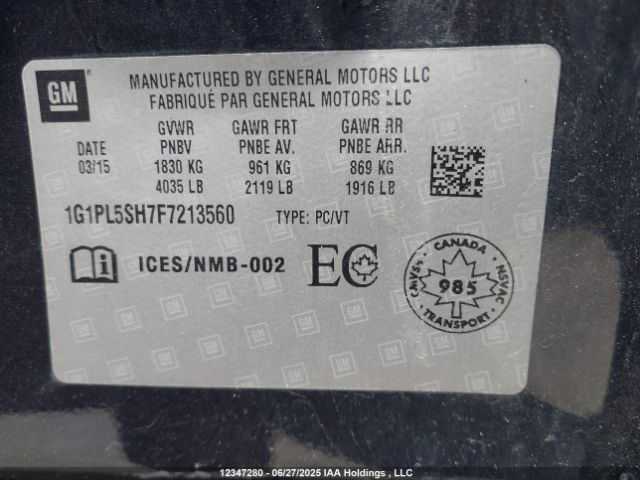 GM
MANUFACTURED BY GENERAL MOTORS LLC
FABRIQUÉ PAR GENERAL MOTORS LLC
GVWR GAWR FRT GAWR RR
DATE PNBV PNBE AV. PNBE ARR.
03/15 1830 KG 961 KG 869 KG
4035 LB 2119 LB 1916 LB
1G1PL5SH7F7213560 TYPE: PC/VT
ICES/NMB-002 EC
CANADA
NSVAC
985
NSVAC
TRANSPORT
12347280 - 06/27/2025 IAA Holdings , LLC